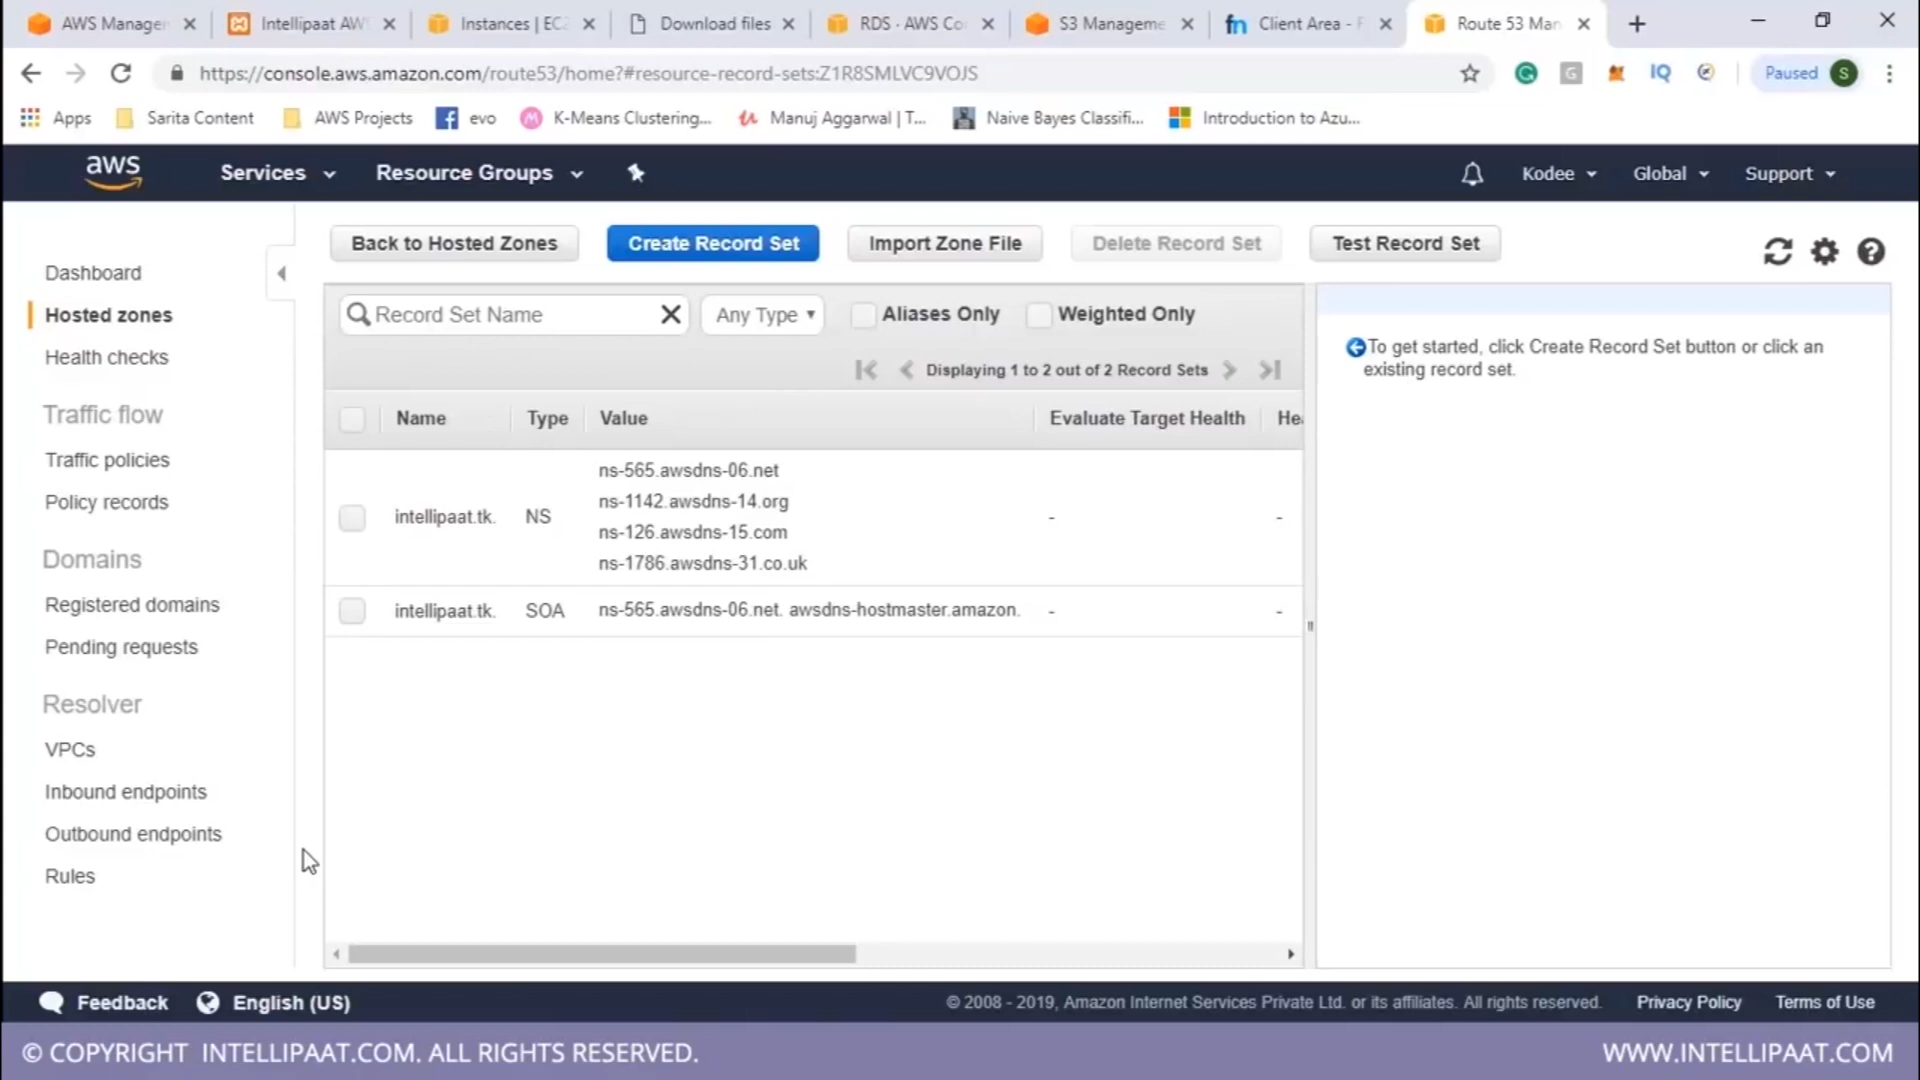 AWS Manager
Intellipaat AW
Instances | EC
Download files
RDS · AWS Co
S3 Manageme
Client Area - F
Route 53 Man
https://console.aws.amazon.com/route53/home?#resource-record-sets:Z1R8SMLVC9VOJS
IQ
Paused
S
Apps
Sarita Content
AWS Projects
evo
K-Means Clustering...
Manuj Aggarwal | T...
Naive Bayes Classifi...
Introduction to Azu...
aws
Services
Resource Groups
Kodee
Global
Support
Back to Hosted Zones
Create Record Set
Import Zone File
Delete Record Set
Test Record Set
Dashboard
Hosted zones
Health checks
Traffic flow
Traffic policies
Policy records
Domains
Registered domains
Pending requests
Resolver
VPCs
Inbound endpoints
Outbound endpoints
Rules
Record Set Name
Any Type
Aliases Only
Weighted Only
Displaying 1 to 2 out of 2 Record Sets
Name Type Value Evaluate Target Health
intellipaat.tk. NS
ns-565.awsdns-06.net
ns-1142.awsdns-14.org
ns-126.awsdns-15.com
ns-1786.awsdns-31.co.uk
- -
intellipaat.tk. SOA ns-565.awsdns-06.net. awsdns-hostmaster.amazon. - -
To get started, click Create Record Set button or click an
existing record set.
Feedback
English (US)
© 2008 - 2019, Amazon Internet Services Private Ltd. or its affiliates. All rights reserved.
Privacy Policy
Terms of Use
© COPYRIGHT INTELLIPAAT.COM. ALL RIGHTS RESERVED.
WWW.INTELLIPAAT.COM